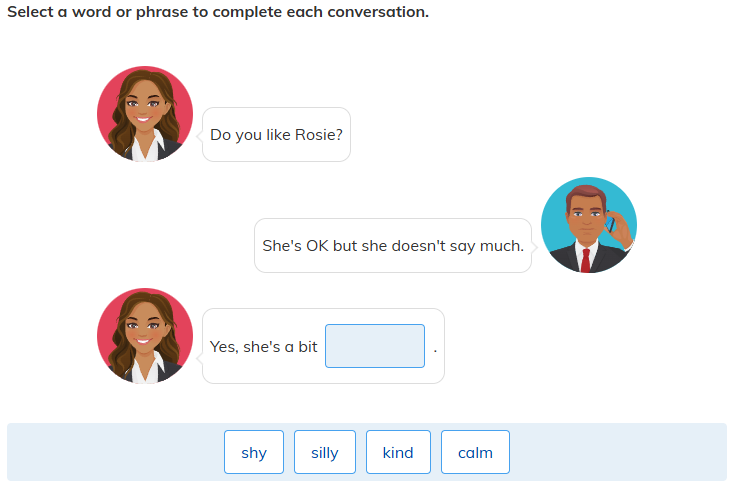 Select a word or phrase to complete each conversation.
Do you like Rosie?
She's OK but she doesn't say much.
Yes, she's a bit .
shy silly kind calm